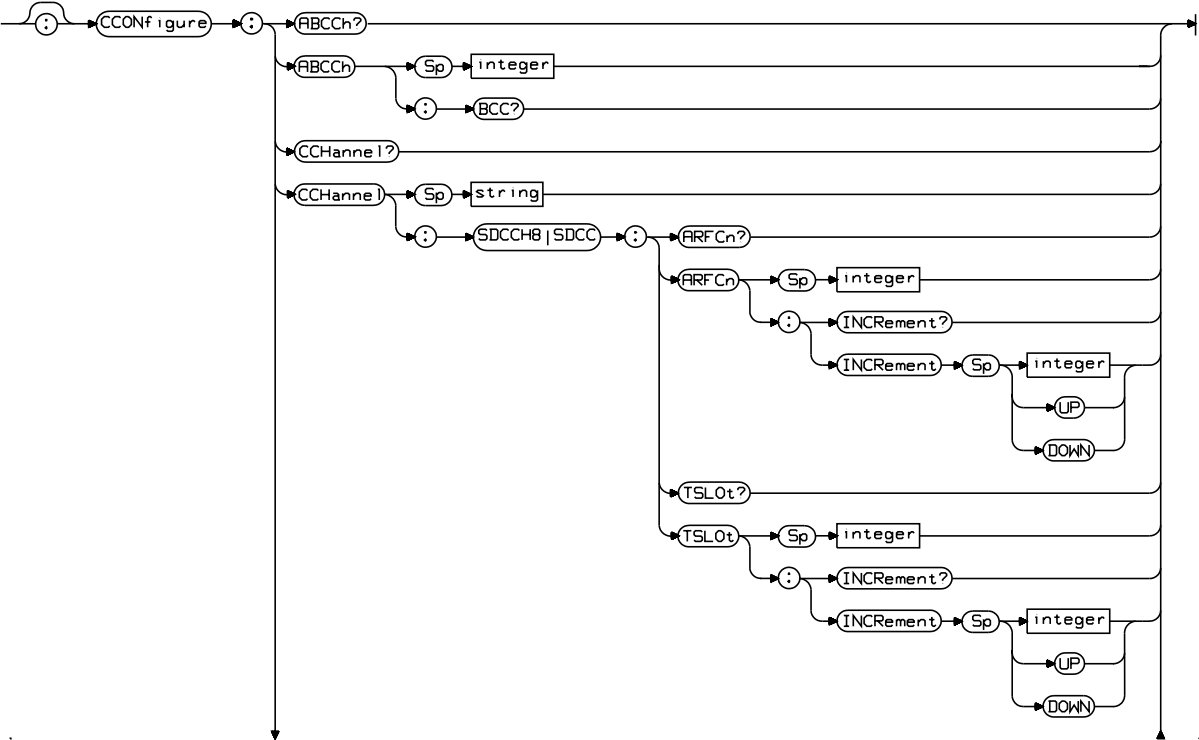 : CCONfigure : ABCCh?
ABCCh Sp integer
: BCC?
CCHannel?
CCHannel Sp string
: SDCCH8|SDCC : ARFCn?
ARFCn Sp integer
: INCRement?
INCRement Sp integer
UP
DOWN
TSLOt?
TSLOt Sp integer
: INCRement?
INCRement Sp integer
UP
DOWN